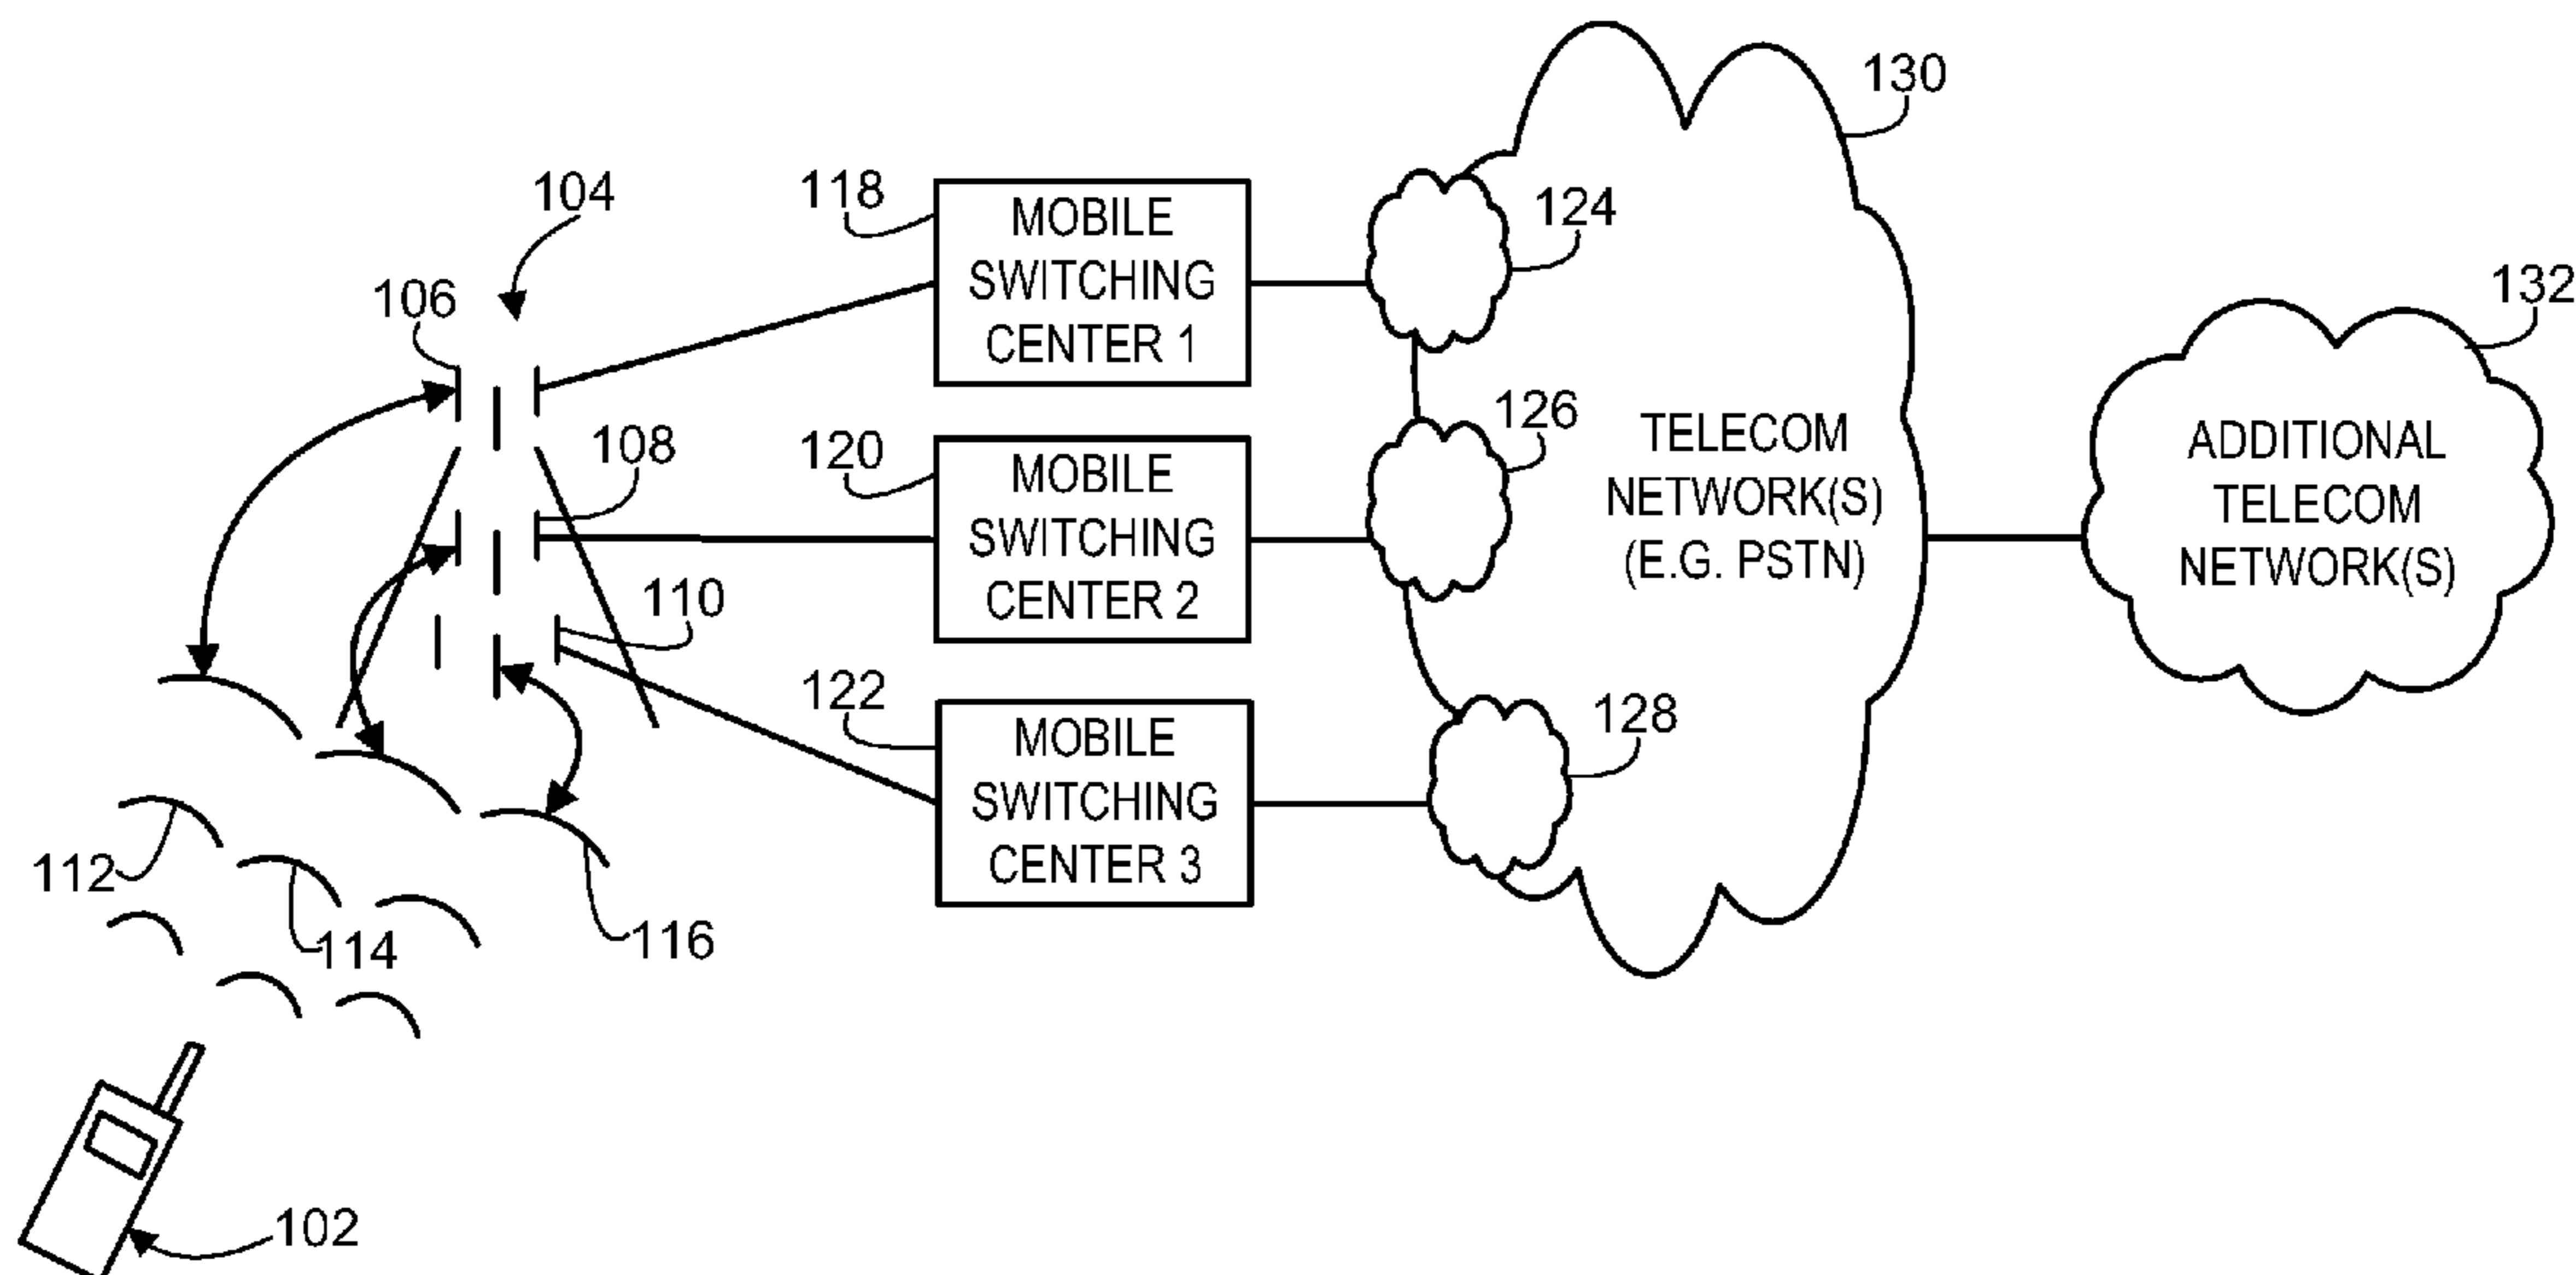 130
104
118
MOBILE
SWITCHING
CENTER 1
124
106
132
108
120
MOBILE
SWITCHING
CENTER 2
126
TELECOM
NETWORK(S)
(E.G. PSTN)
ADDITIONAL
TELECOM
NETWORK(S)
110
122
MOBILE
SWITCHING
CENTER 3
128
112
114
116
102